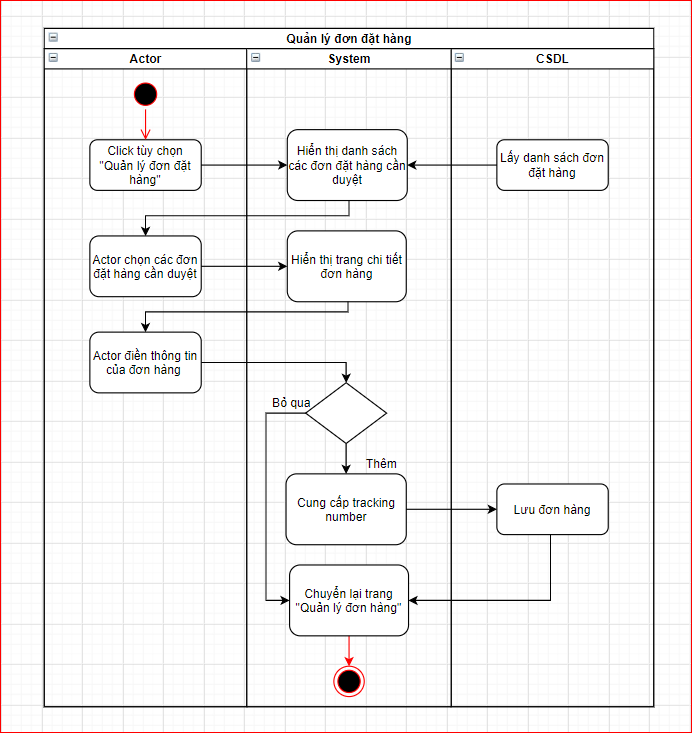 Quản lý đơn đặt hàng
Actor
System
CSDL
Click tùy chọn
"Quản lý đơn đặt
hàng"
Hiển thị danh sách
các đơn đặt hàng cần
duyệt
Lấy danh sách đơn
đặt hàng
Actor chọn các đơn
đặt hàng cần duyệt
Hiển thị trang chi tiết
đơn hàng
Actor điền thông tin
của đơn hàng
Bỏ qua
Thêm
Cung cấp tracking
number
Lưu đơn hàng
Chuyển lại trang
"Quản lý đơn hàng"